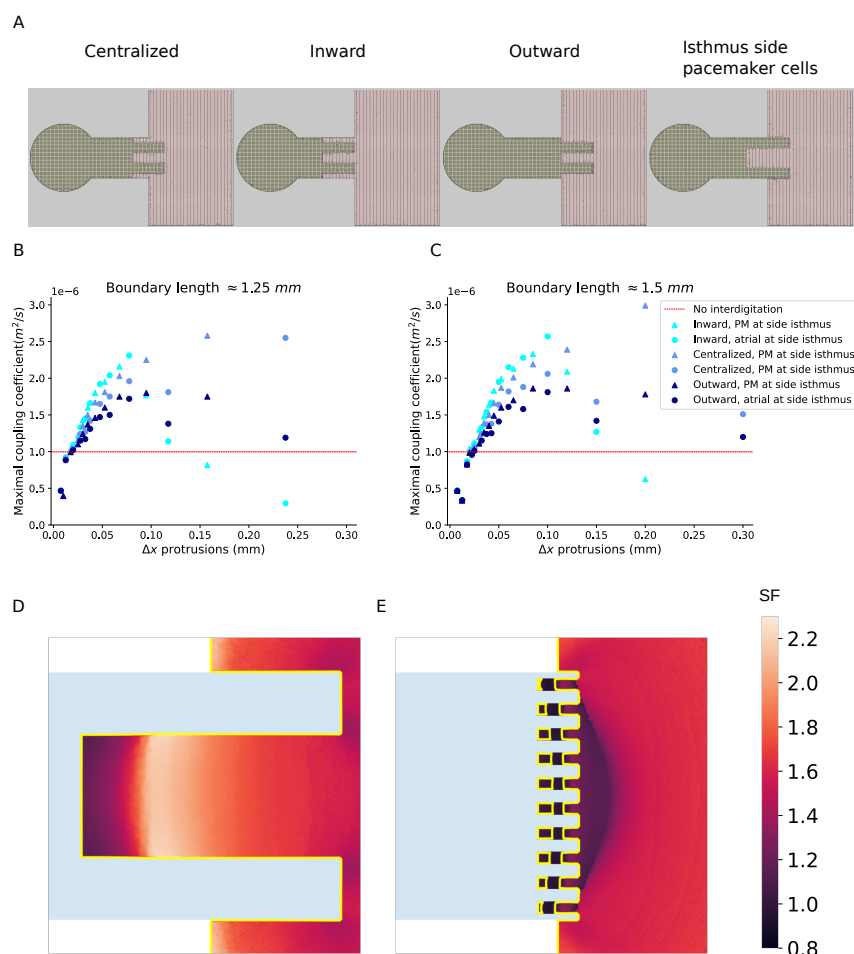 A
Centralized
Inward
Outward
Isthmus side
pacemaker cells
B
C
Boundary length ≈ 1.25 mm
1e-6
Maximal coupling coefficient(m²/s)
3.0
2.5
2.0
1.5
1.0
0.5
0.0
0.00 0.05 0.10 0.15 0.20 0.25 0.30
Δx protrusions (mm)
Boundary length ≈ 1.5 mm
1e-6
Maximal coupling coefficient(m²/s)
3.0
2.5
2.0
1.5
1.0
0.5
0.0
0.00 0.05 0.10 0.15 0.20 0.25 0.30
Δx protrusions (mm)
No interdigitation
Inward, PM at side isthmus
Inward, atrial at side isthmus
Centralized, PM at side isthmus
Centralized, PM at side isthmus
Outward, PM at side isthmus
Outward, atrial at side isthmus
D
E
SF
2.2
2.0
1.8
1.6
1.4
1.2
1.0
0.8